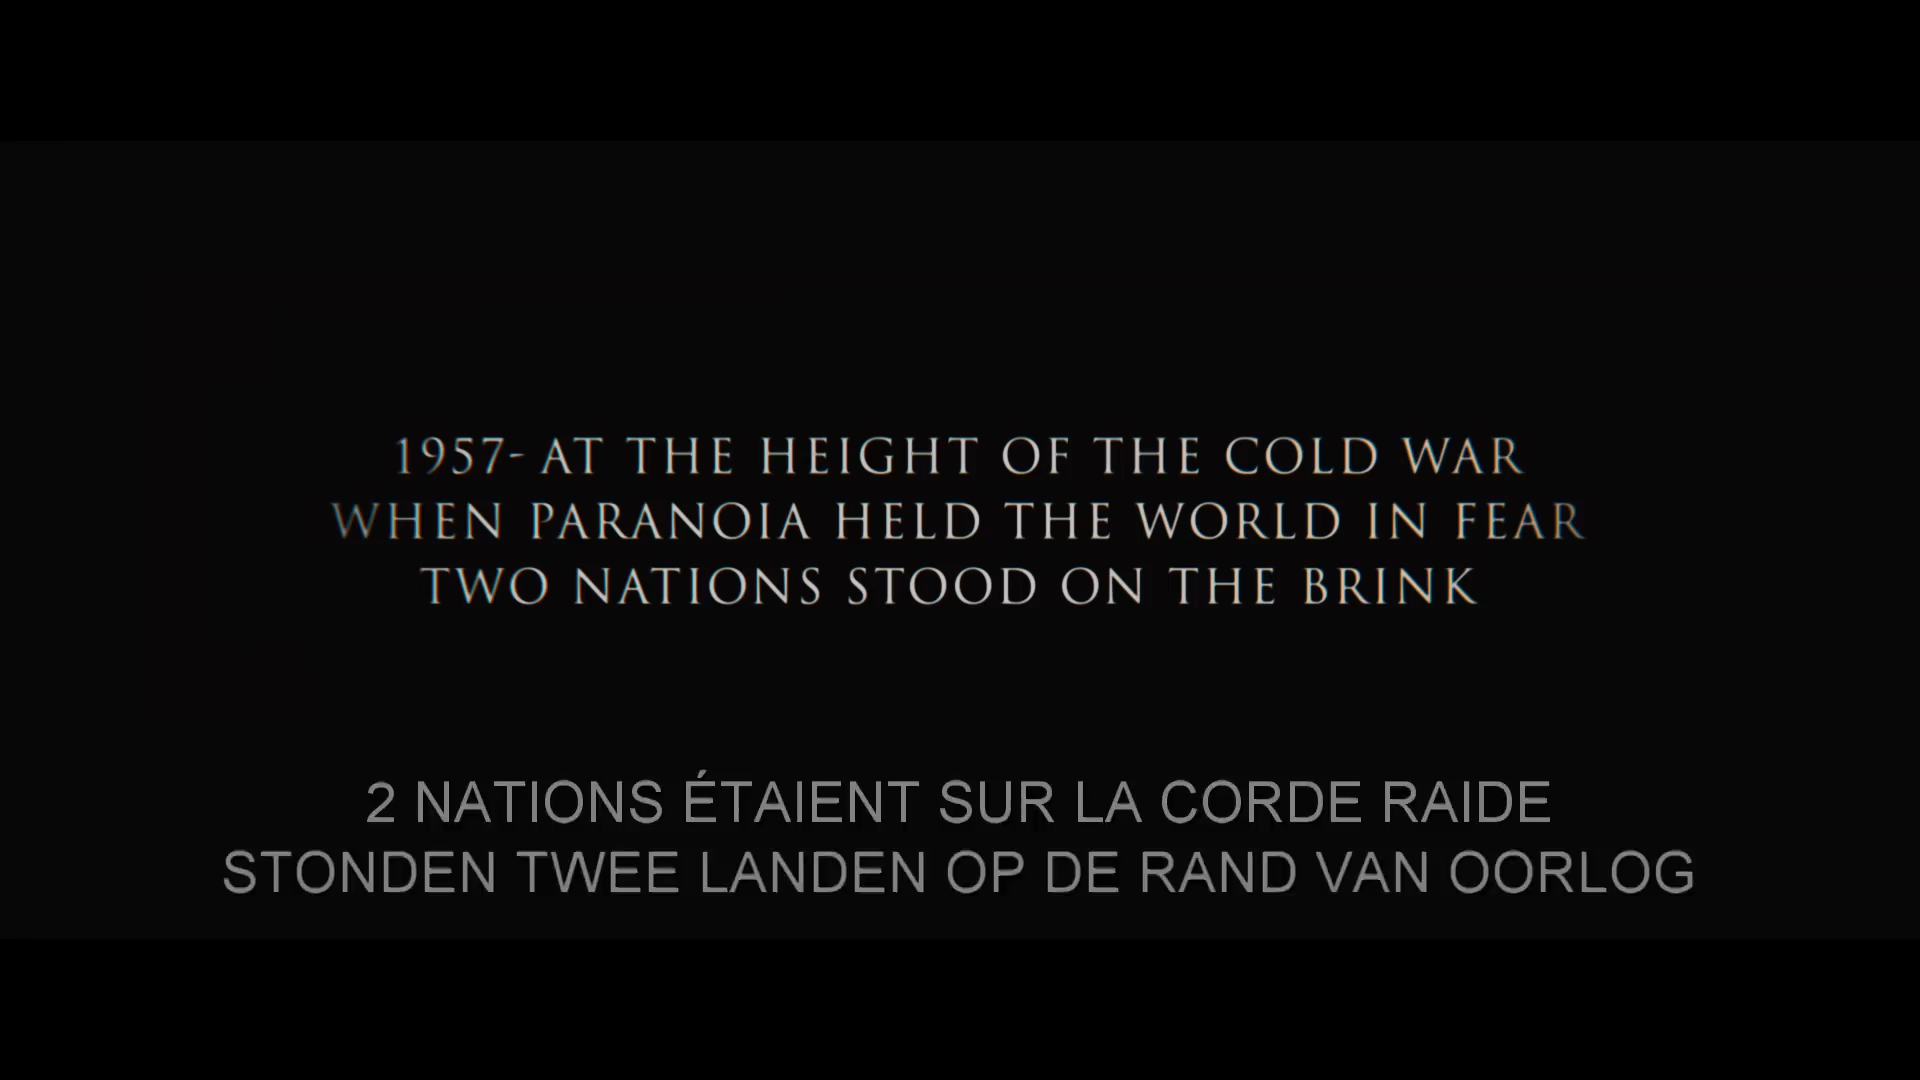 1957- AT THE HEIGHT OF THE COLD WAR
WHEN PARANOIA HELD THE WORLD IN FEAR
TWO NATIONS STOOD ON THE BRINK
2 NATIONS ÉTAIENT SUR LA CORDE RAIDE
STONDEN TWEE LANDEN OP DE RAND VAN OORLOG